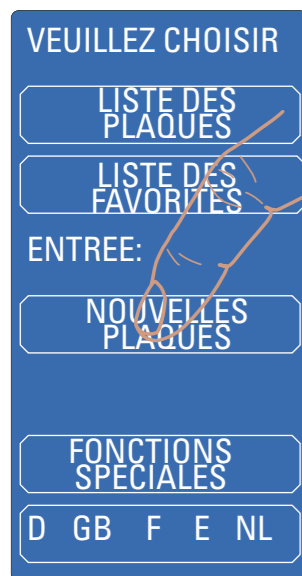 VEUILLEZ CHOISIR
LISTE DES
PLAQUES
LISTE DES
FAVORITES
ENTREE:
NOUVELLES
PLAQUES
FONCTIONS
SPECIALES
D GB F E NL